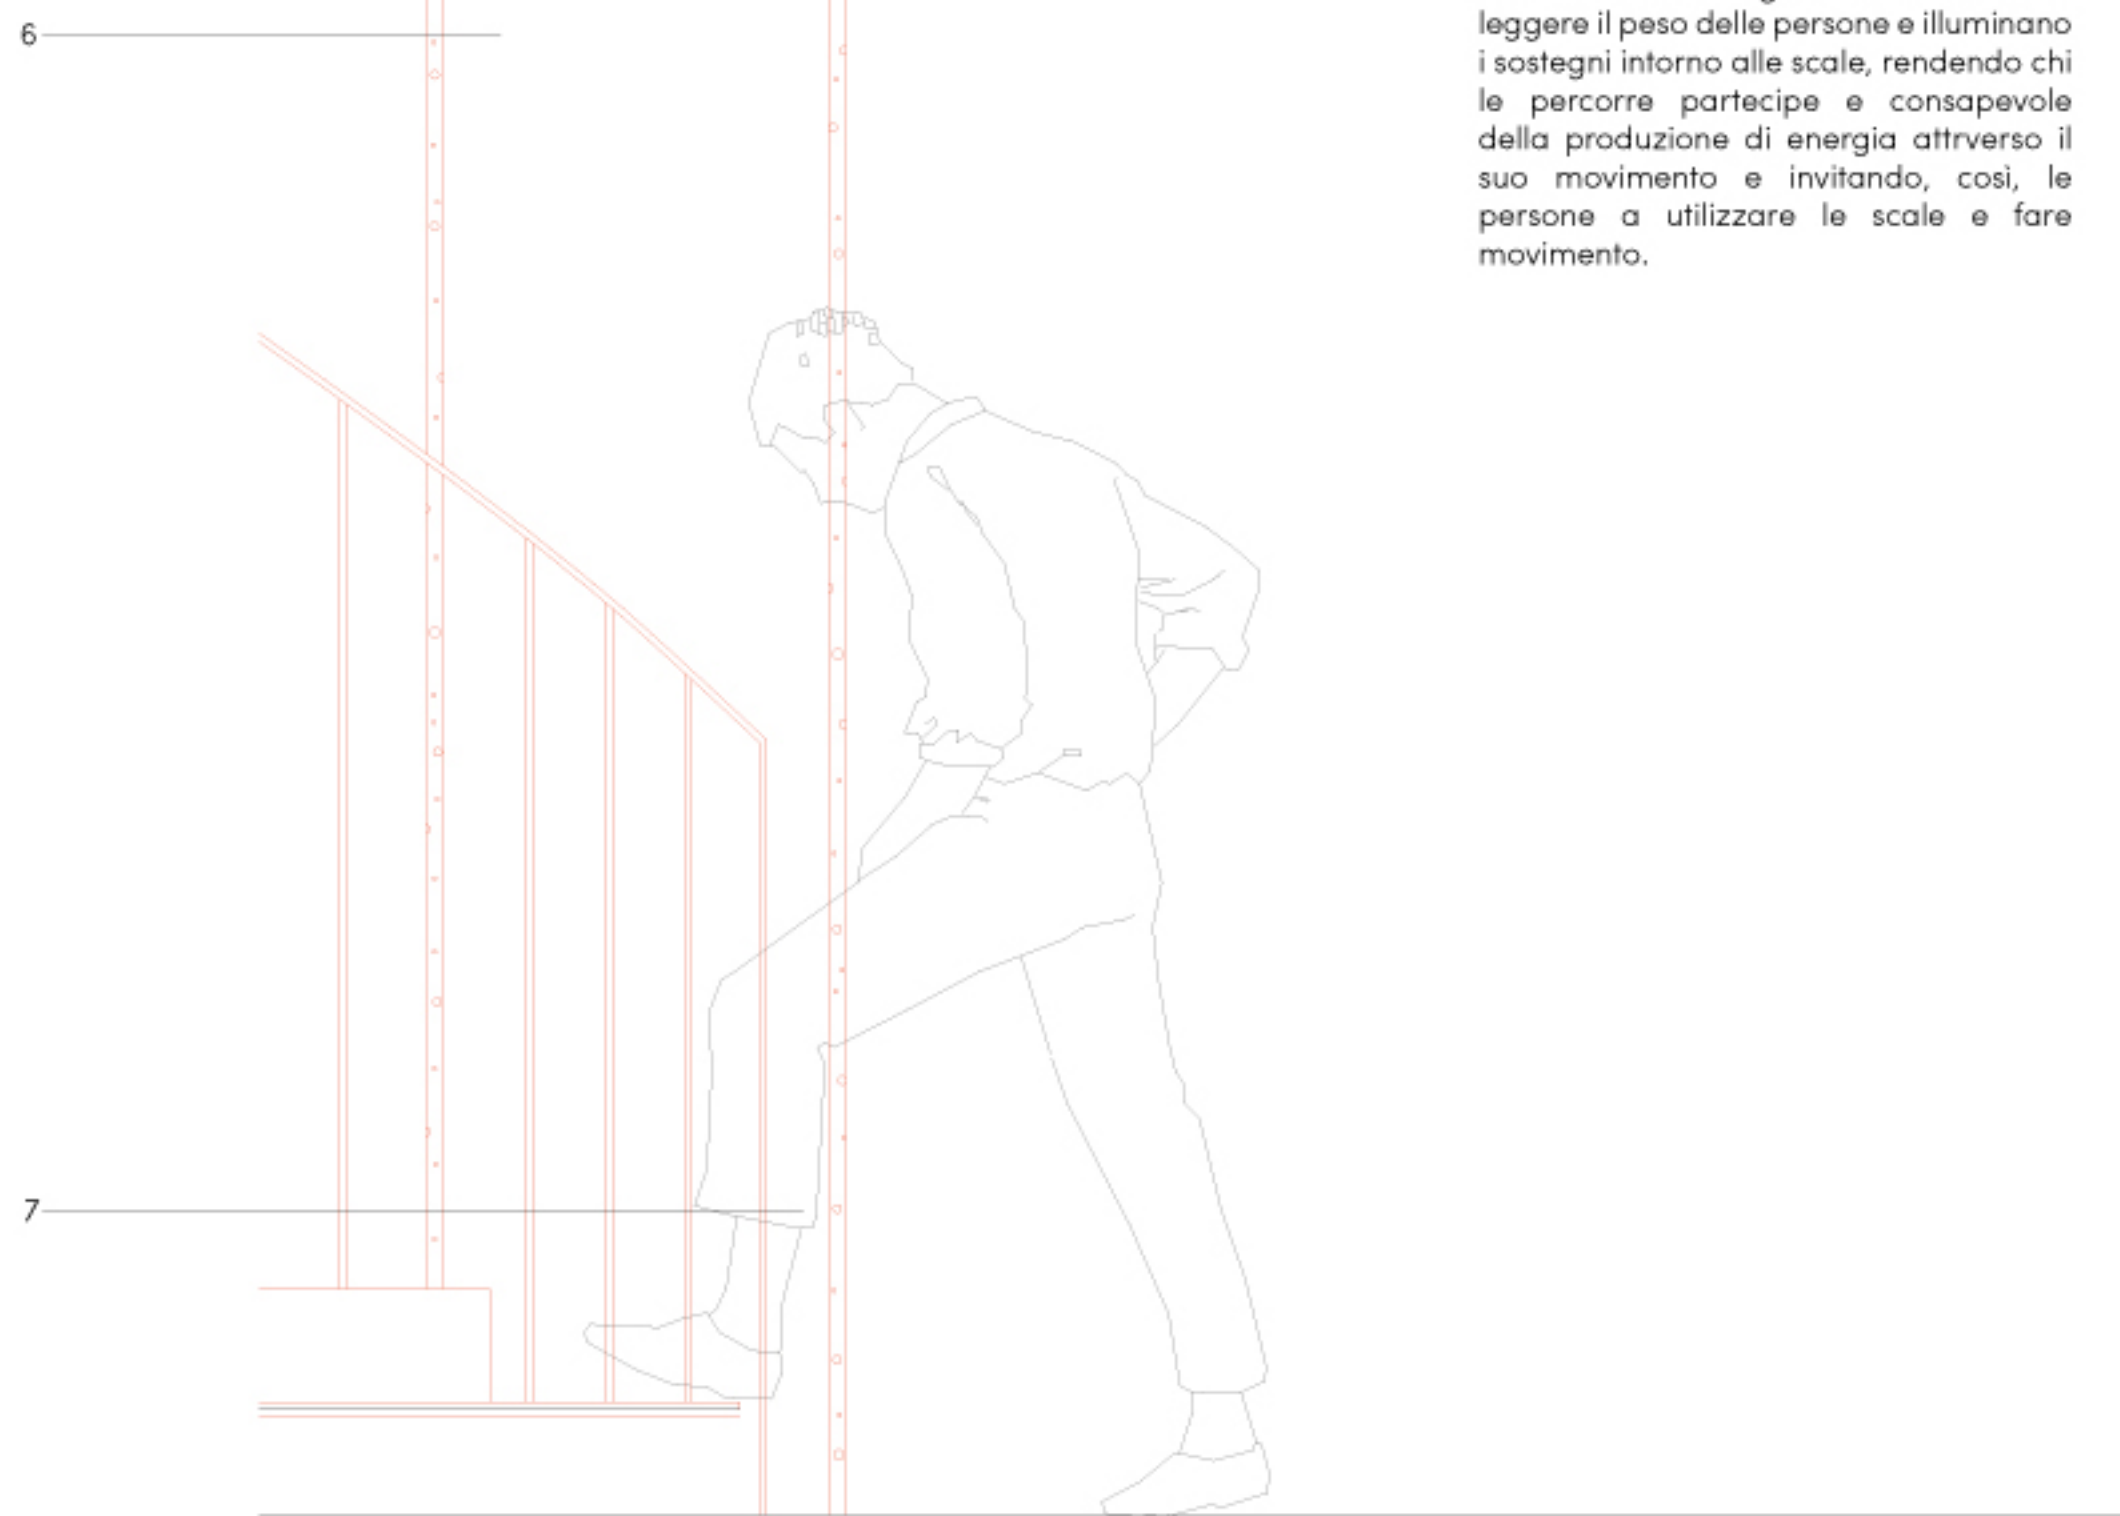 6
leggere il peso delle persone e illuminano
i sostegni intorno alle scale, rendendo chi
le percorre partecipe e consapevole
della produzione di energia attrverso il
suo movimento e invitando, così, le
persone a utilizzare le scale e fare
movimento.
7